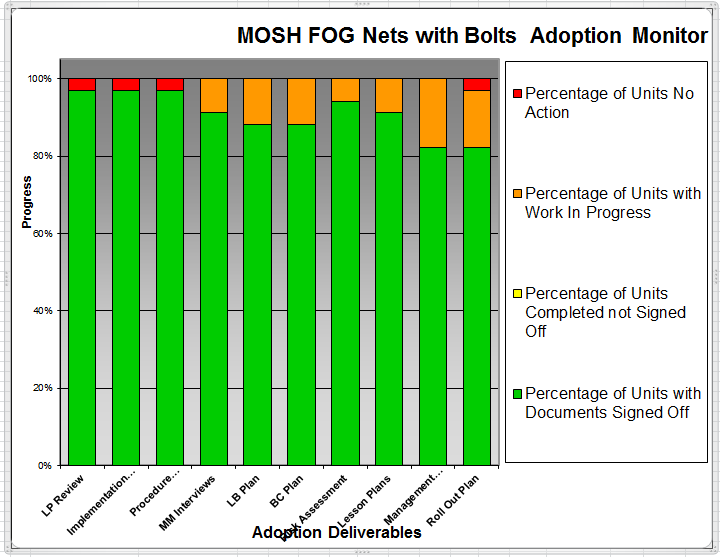 MOSH FOG Nets with Bolts Adoption Monitor
100%
80%
60%
40%
20%
0%
Progress
LP Review
Implementation...
Procedure...
MM Interviews
LB Plan
BC Plan
Risk Assessment
Lesson Plans
Management...
Roll Out Plan
Adoption Deliverables
Percentage of Units No
Action
Percentage of Units with
Work In Progress
Percentage of Units
Completed not Signed
Off
Percentage of Units with
Documents Signed Off